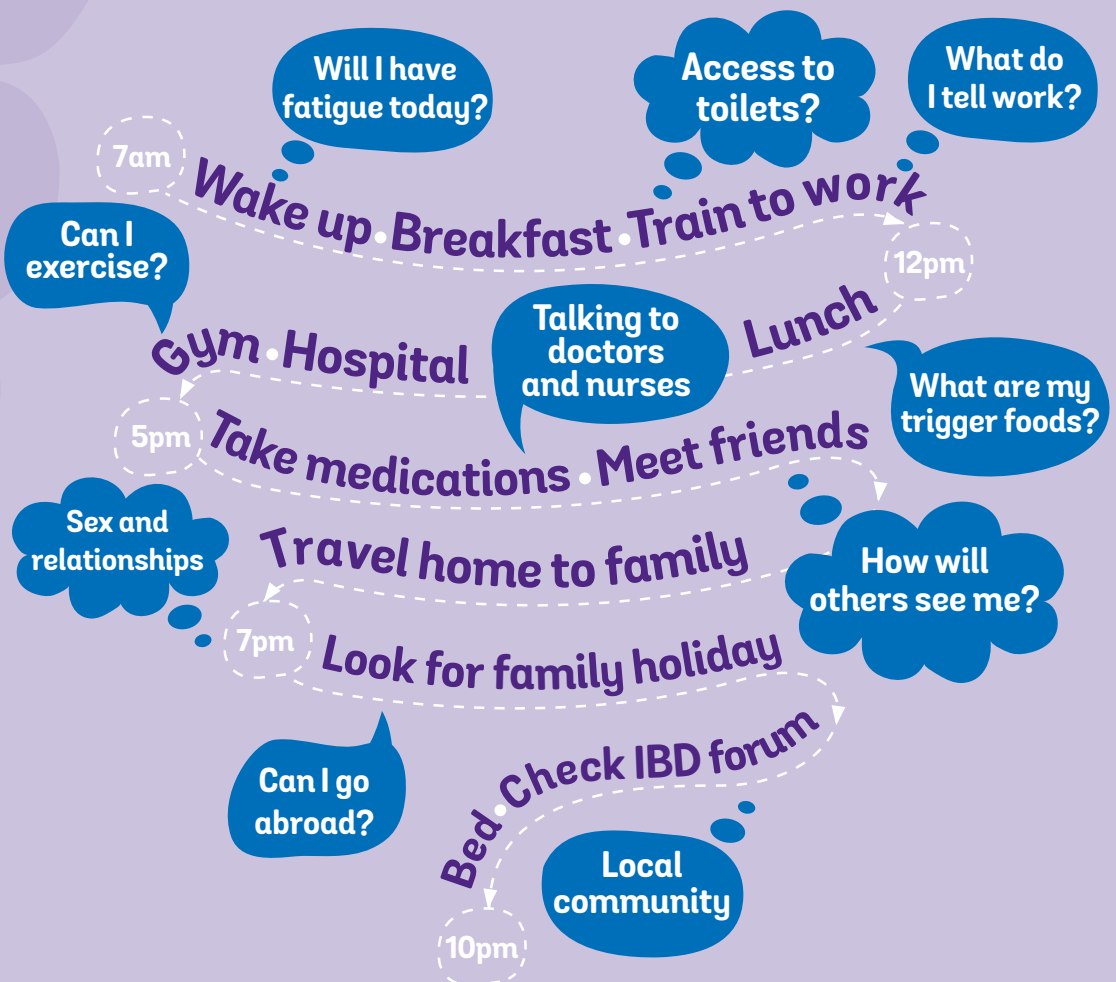 Will I have
fatigue today?
Access to
toilets?
What do
I tell work?
7am
Wake up • Breakfast • Train to work
12pm
Can I
exercise?
Lunch
Talking to
doctors
and nurses
Gym • Hospital
What are my
trigger foods?
5pm
Take medications • Meet friends
Sex and
relationships
How will
others see me?
Travel home to family
7pm
Look for family holiday
Can I go
abroad?
Check IBD forum • Bed
Local
community
10pm